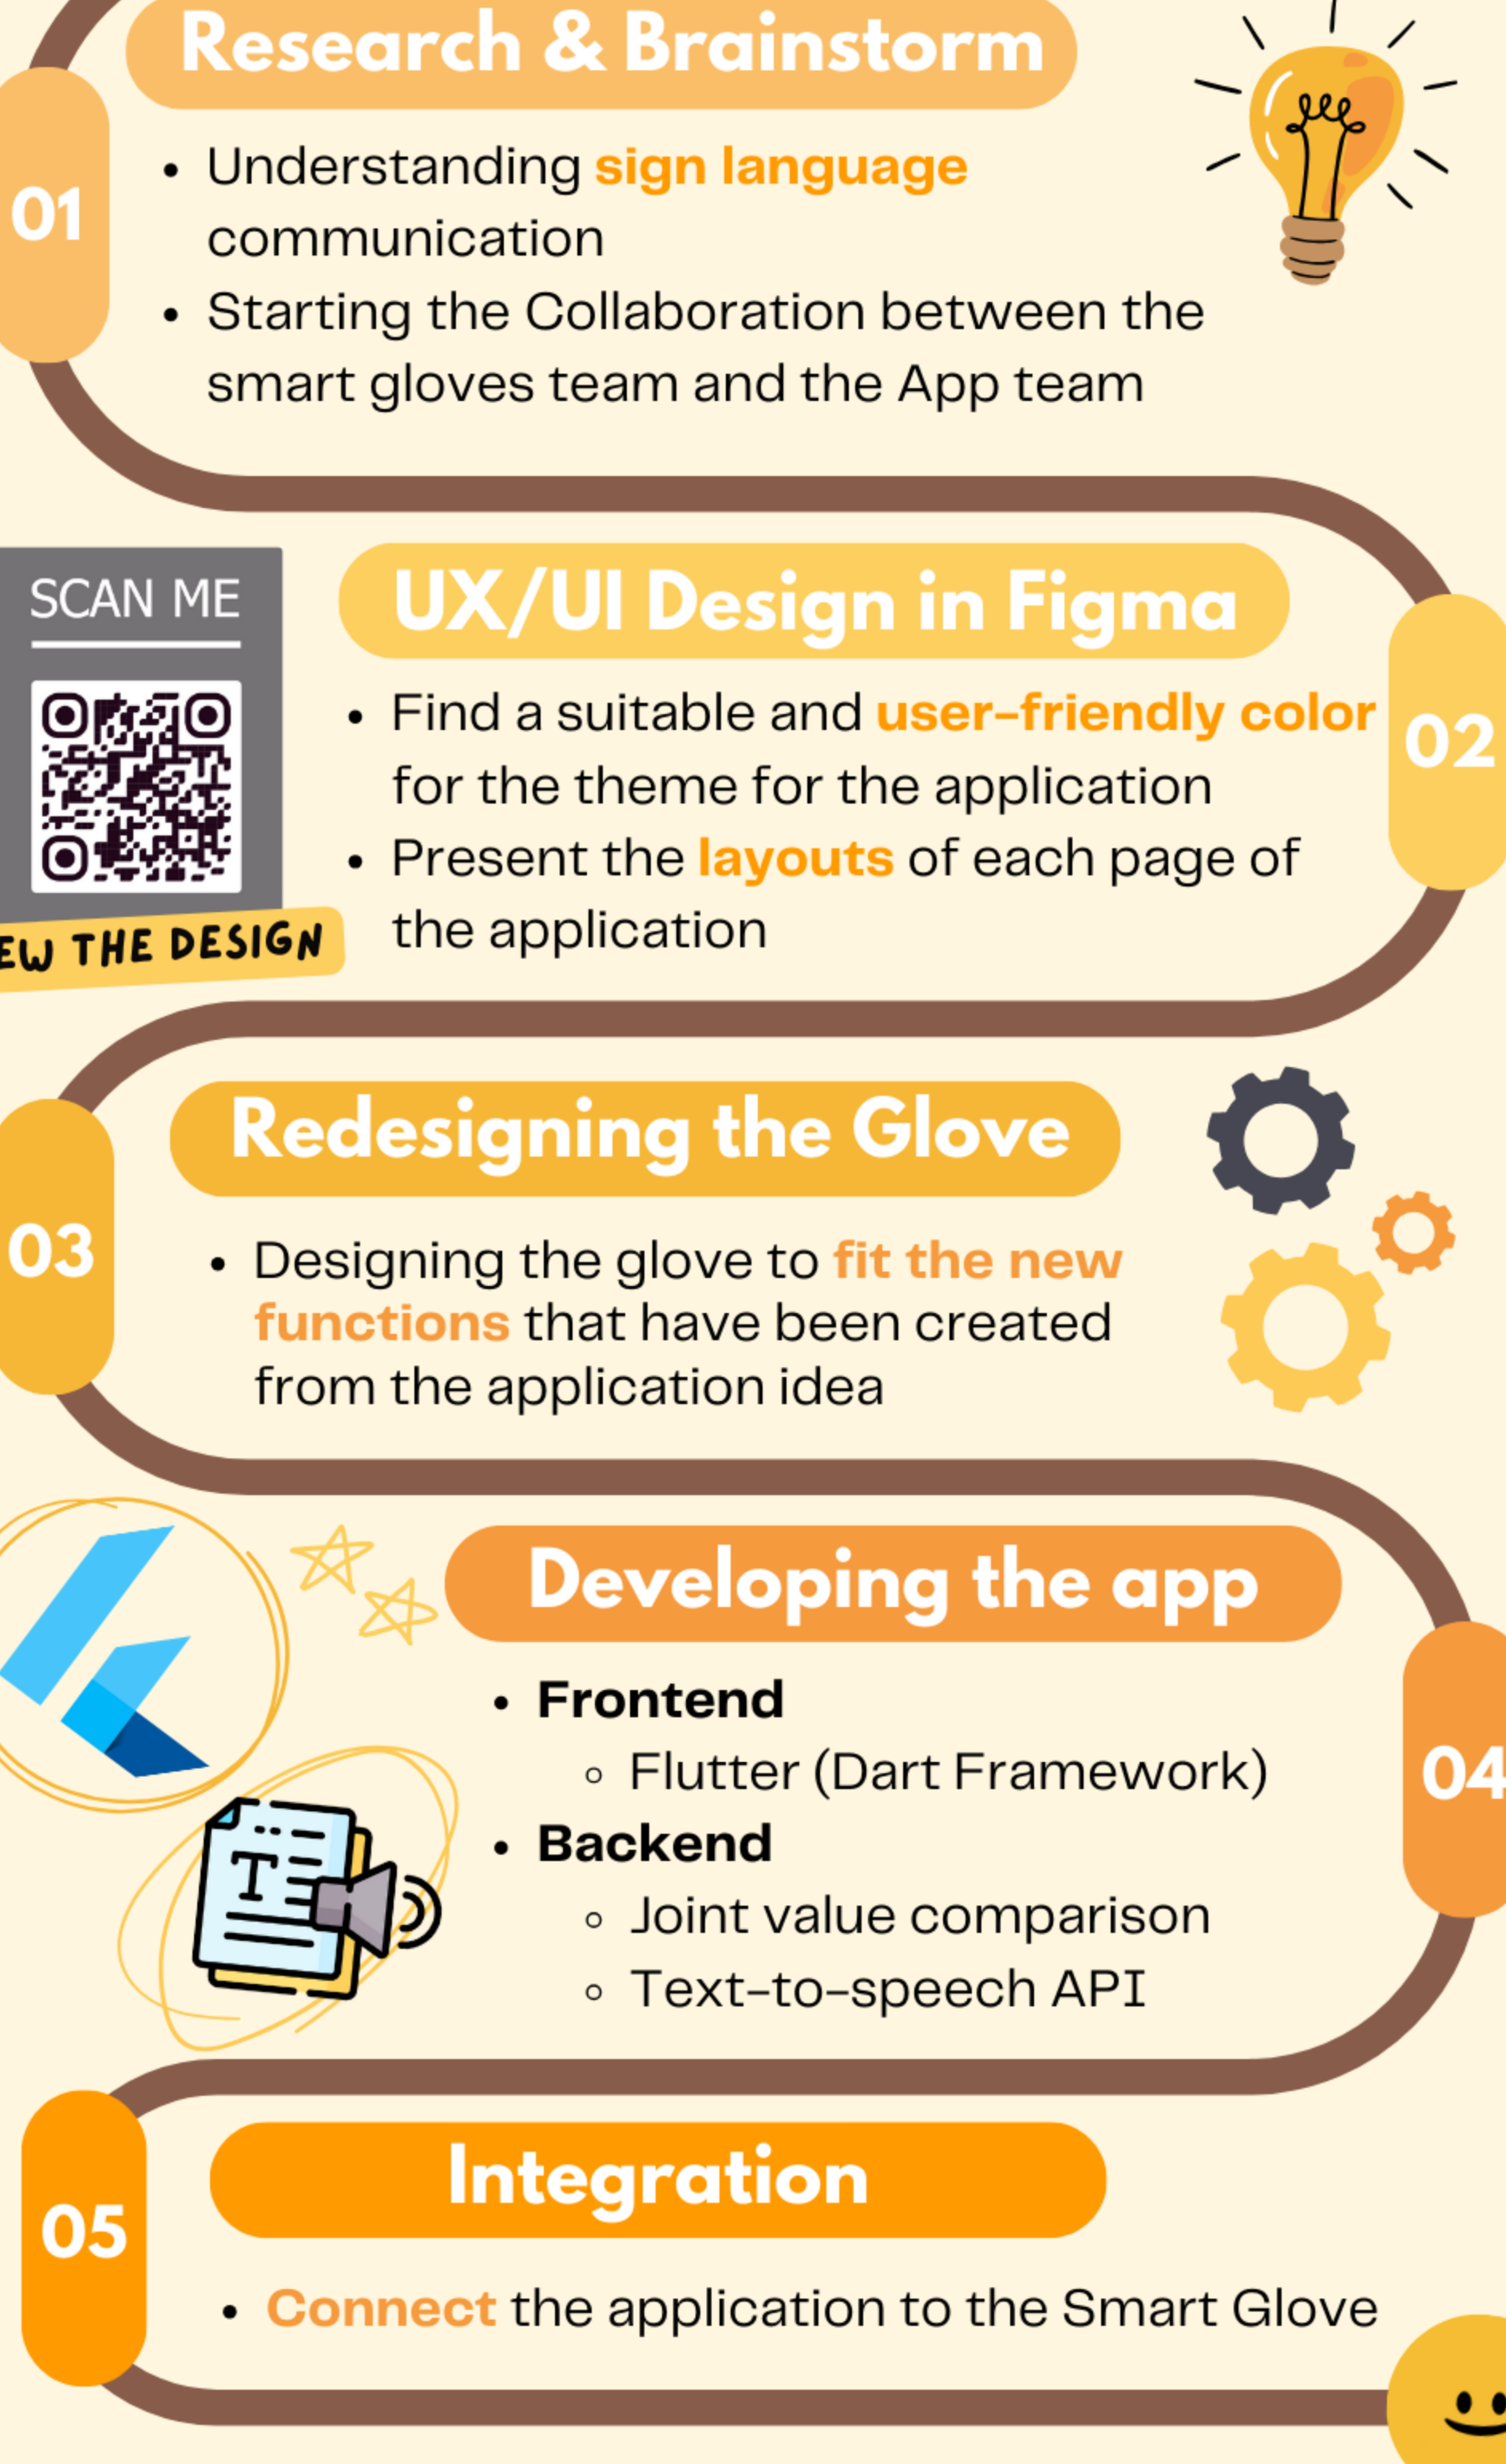 Research & Brainstorm
01
• Understanding sign language
communication
• Starting the Collaboration between the
smart gloves team and the App team
SCAN ME
THE DESIGN
UX/UI Design in Figma
02
• Find a suitable and user-friendly color
for the theme for the application
• Present the layouts of each page of
the application
Redesigning the Glove
03
• Designing the glove to fit the new
functions that have been created
from the application idea
Developing the app
04
• Frontend
○ Flutter (Dart Framework)
• Backend
○ Joint value comparison
○ Text-to-speech API
T
Integration
05
• Connect the application to the Smart Glove